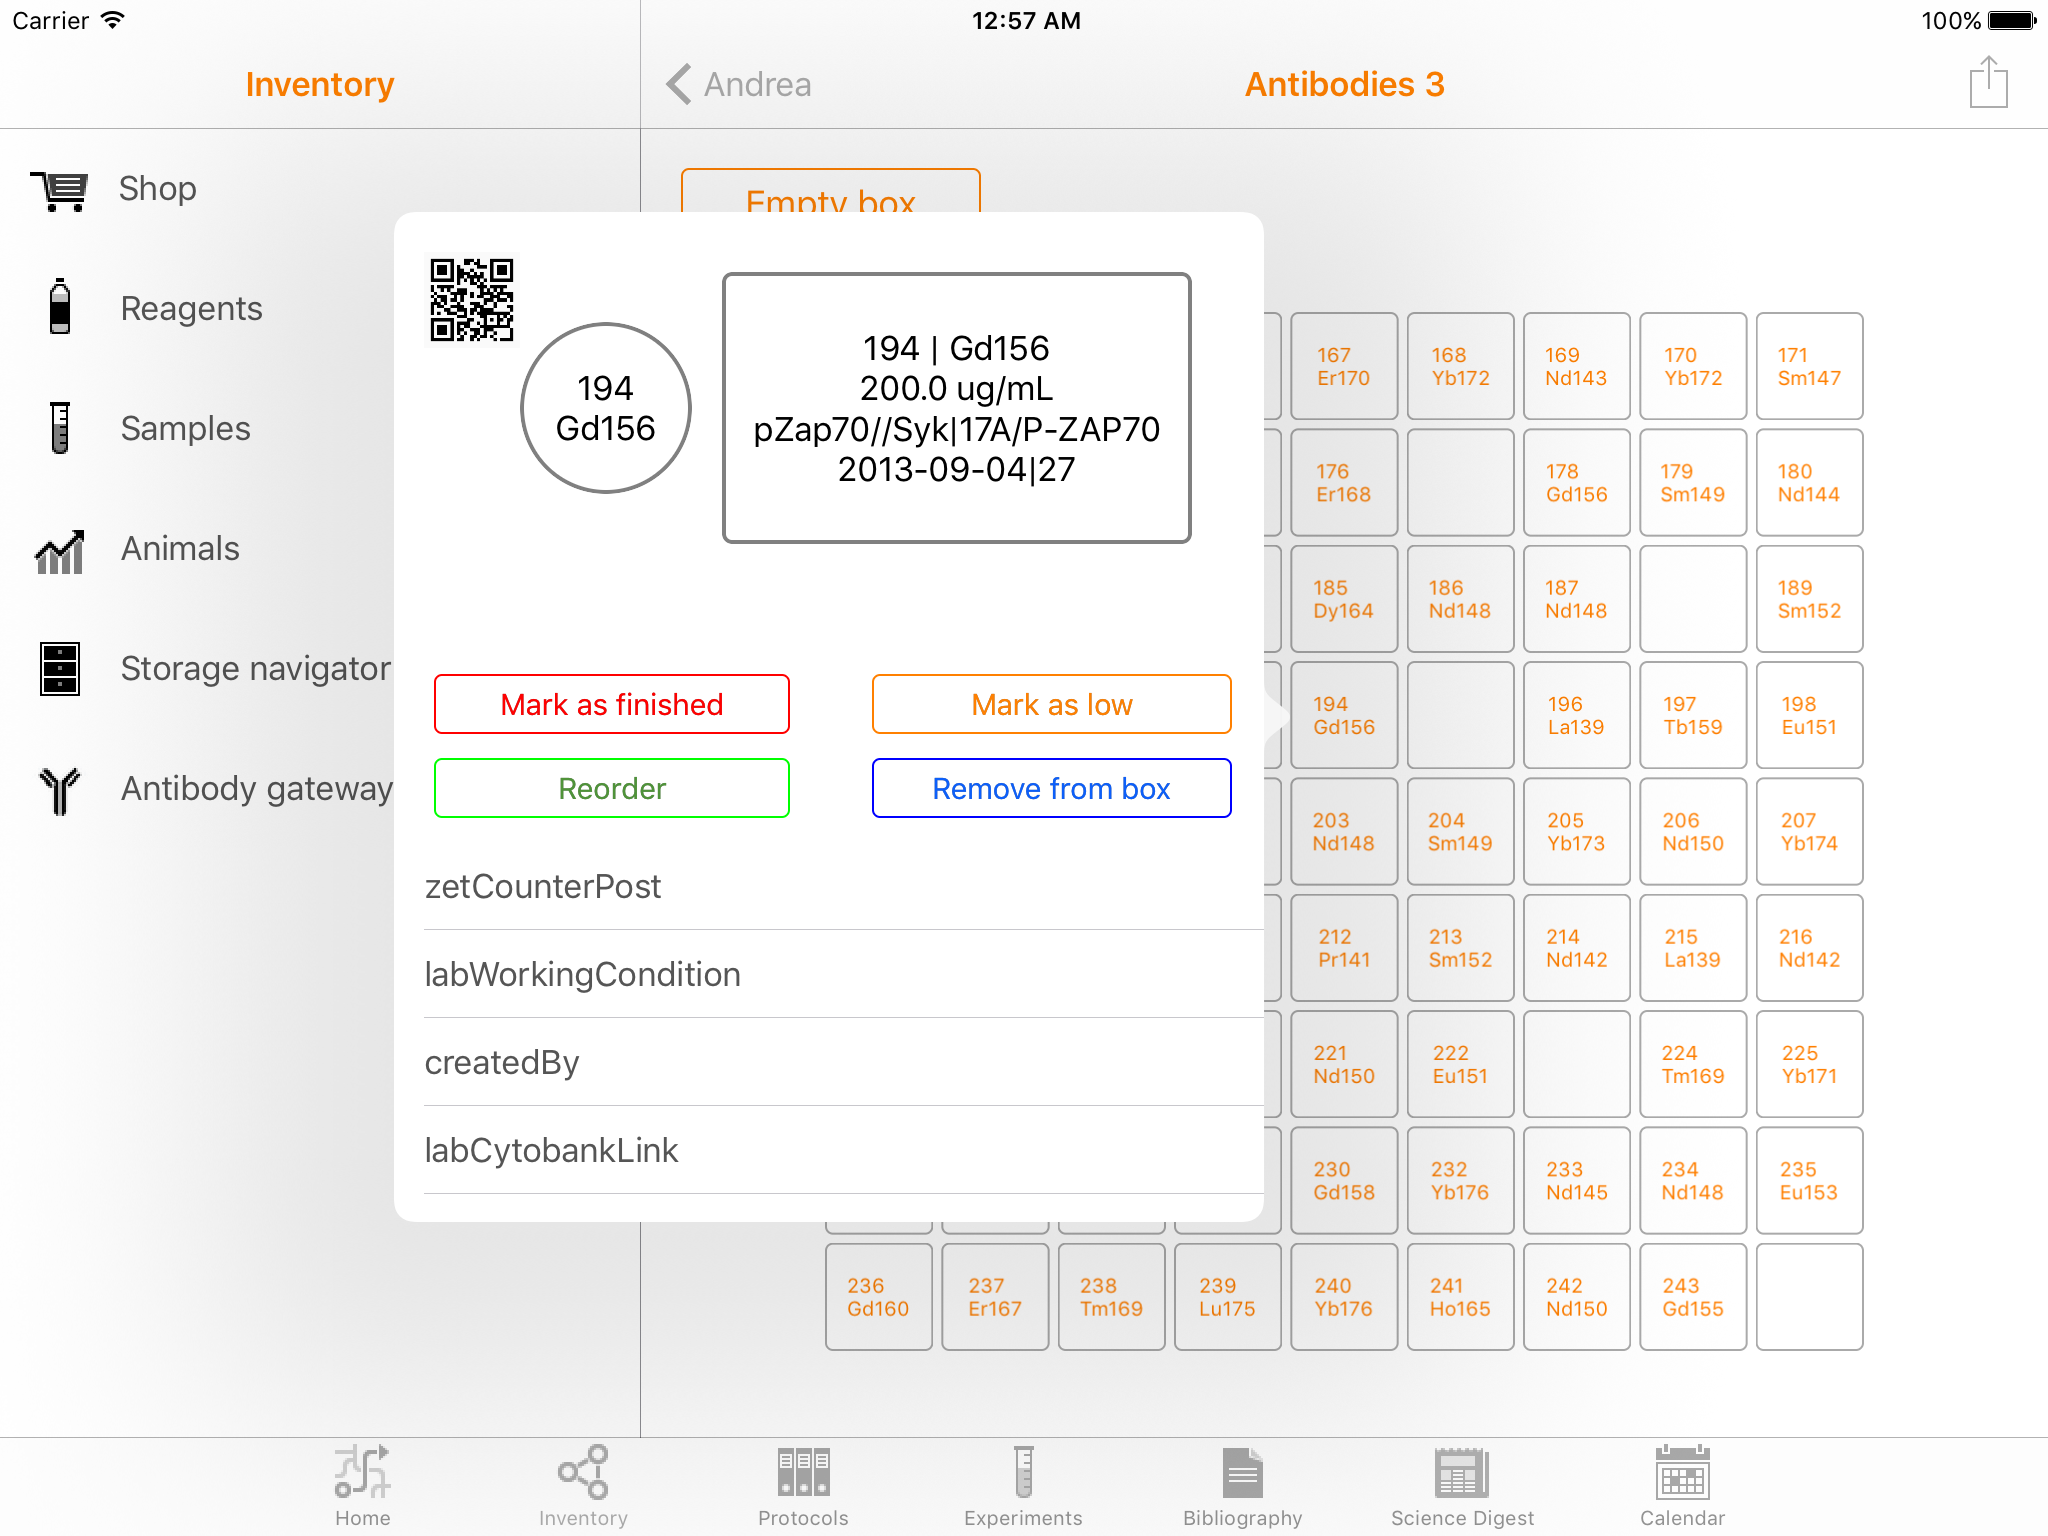 Carrier
12:57 AM
100%
Inventory
Andrea
Antibodies 3
Shop
Reagents
Samples
Animals
Storage navigator
Antibody gateway
Empty box
194
Gd156
194 | Gd156
200.0 ug/mL
pZap70//Syk|17A/P-ZAP70
2013-09-04|27
Mark as finished
Mark as low
Reorder
Remove from box
zetCounterPost
labWorkingCondition
createdBy
labCytobankLink
167
Er170
168
Yb172
169
Nd143
170
Yb172
171
Sm147
176
Er168
178
Gd156
179
Sm149
180
Nd144
185
Dy164
186
Nd148
187
Nd148
189
Sm152
194
Gd156
196
La139
197
Tb159
198
Eu151
203
Nd148
204
Sm149
205
Yb173
206
Nd150
207
Yb174
212
Pr141
213
Sm152
214
Nd142
215
La139
216
Nd142
221
Nd150
222
Eu151
224
Tm169
225
Yb171
230
Gd158
232
Yb176
233
Nd145
234
Nd148
235
Eu153
236
Gd160
237
Er167
238
Tm169
239
Lu175
240
Yb176
241
Ho165
242
Nd150
243
Gd155
Home
Inventory
Protocols
Experiments
Bibliography
Science Digest
Calendar